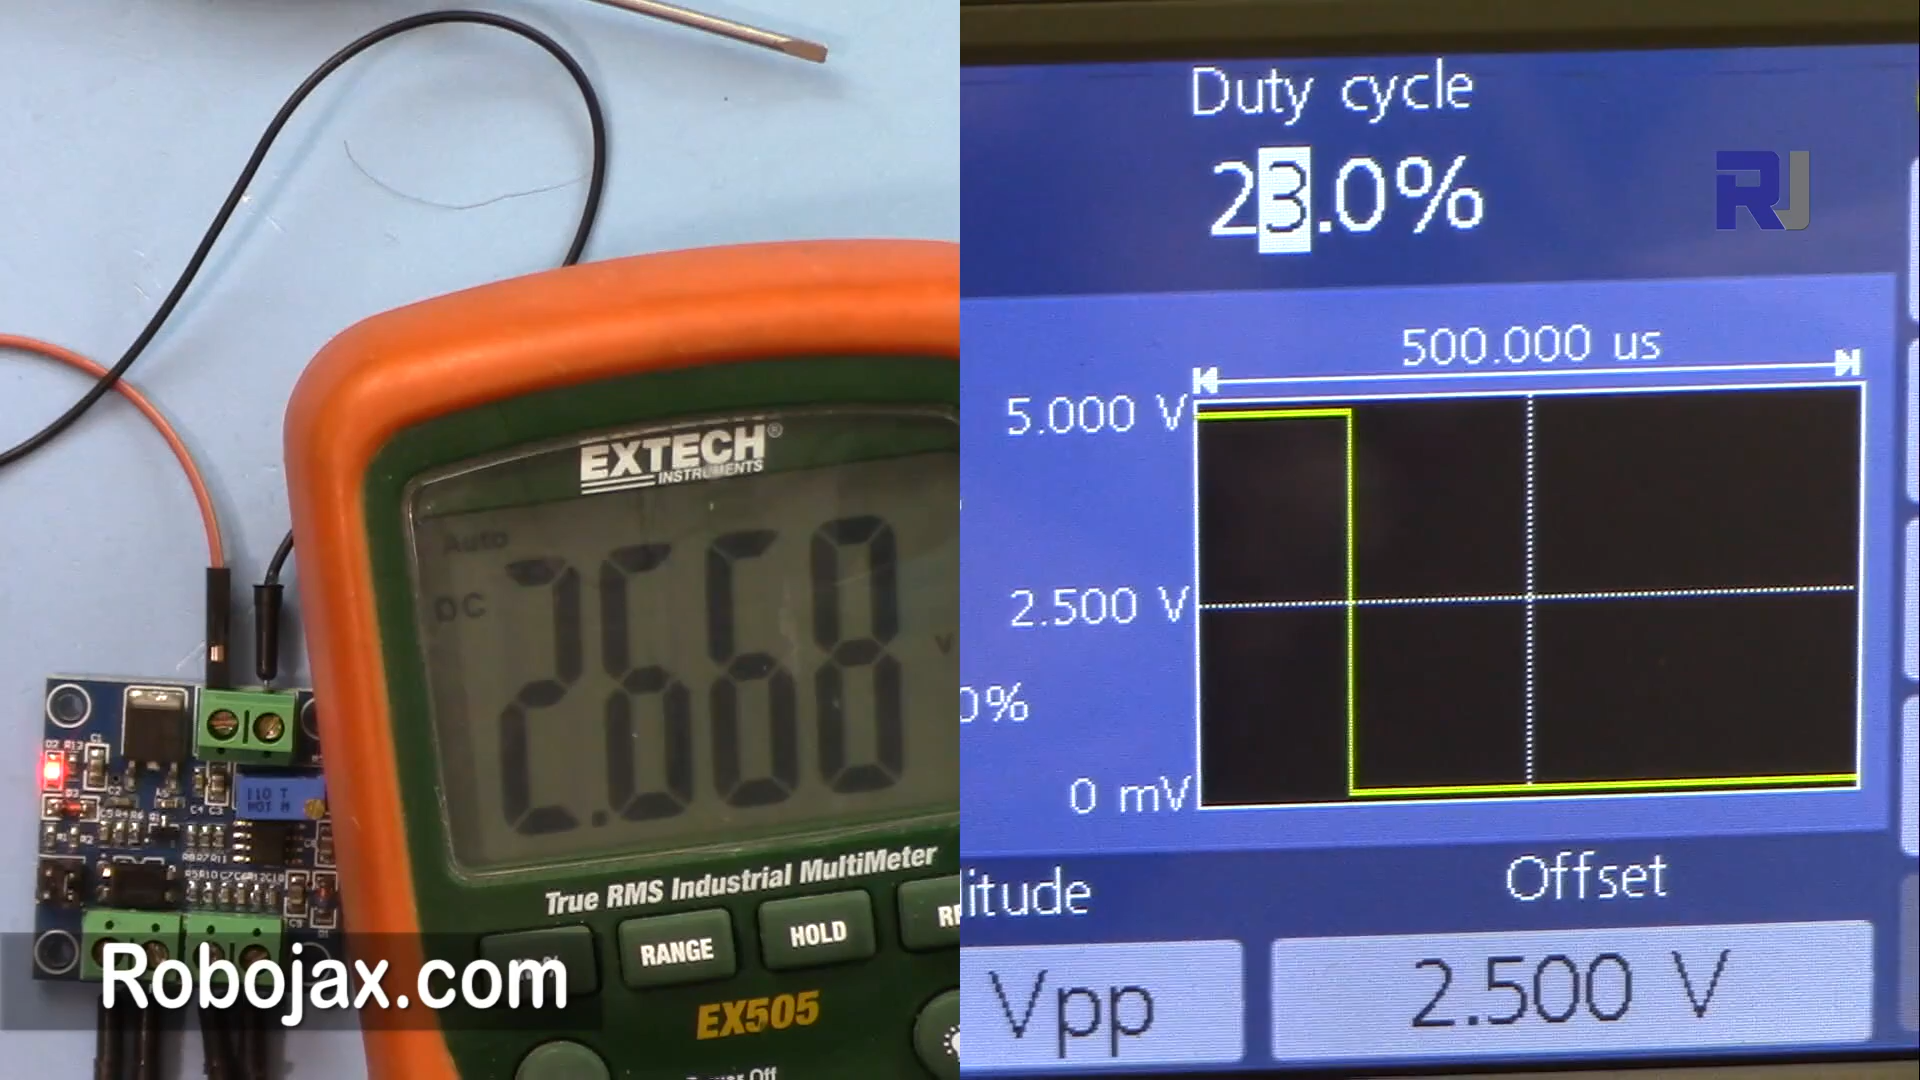 EXTECH®
INSTRUMENTS
Auto
DC
2.668
V
True RMS Industrial MultiMeter
RANGE
HOLD
EX505
Robojax.com
Duty cycle
23.0%
RJ
500.000 us
5.000 V
2.500 V
0%
0 mV
itude
Offset
Vpp
2.500 V